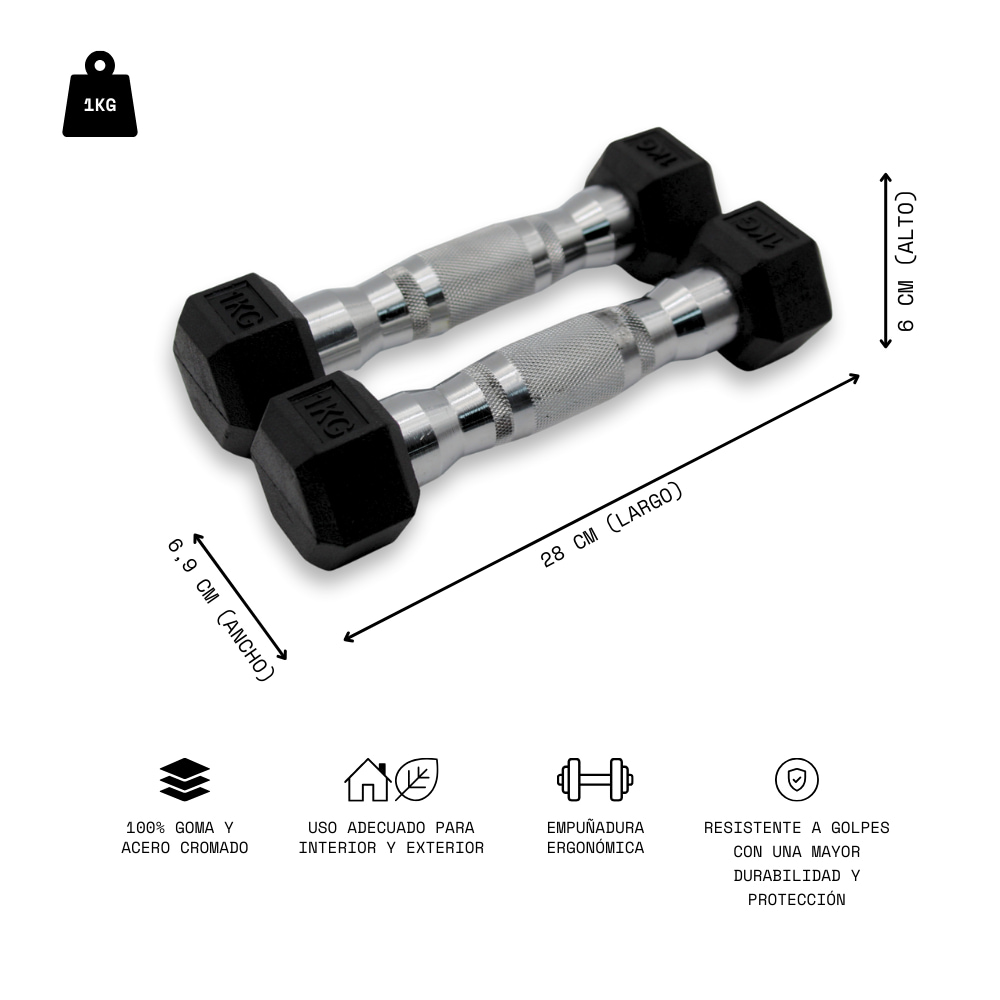 1KG
1KG
1KG
1KG
1KG
6 CM (ALTO)
28 CM (LARGO)
6,9 CM (ANCHO)
100% GOMA Y
ACERO CROMADO
USO ADECUADO PARA
INTERIOR Y EXTERIOR
EMPUÑADURA
ERGONÓMICA
RESISTENTE A GOLPES
CON UNA MAYOR
DURABILIDAD Y
PROTECCIÓN